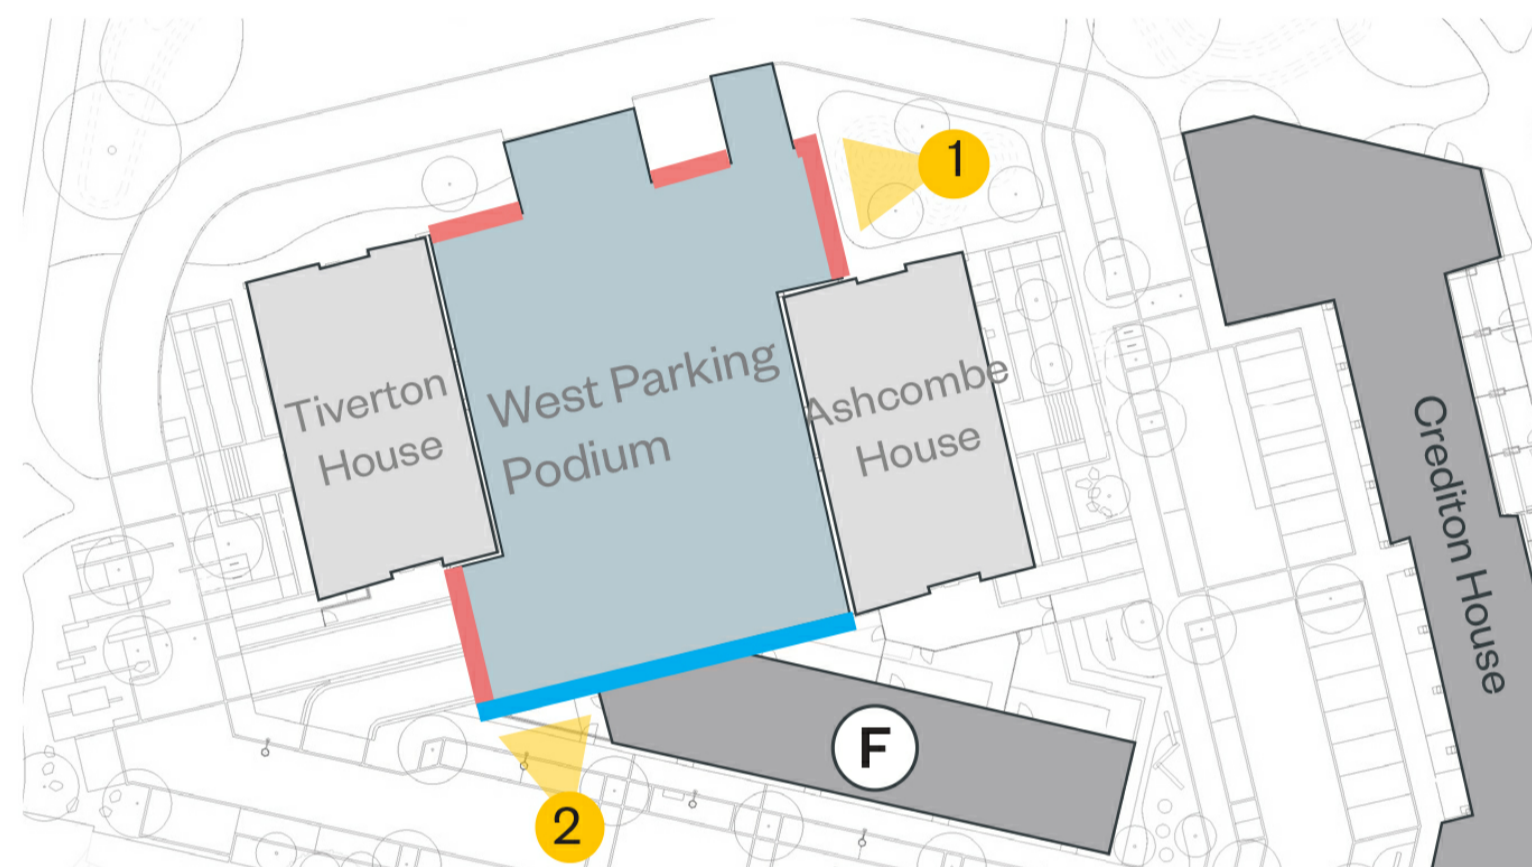 1
Tiverton
House
West Parking
Podium
Ashcombe
House
Crediton House
F
2